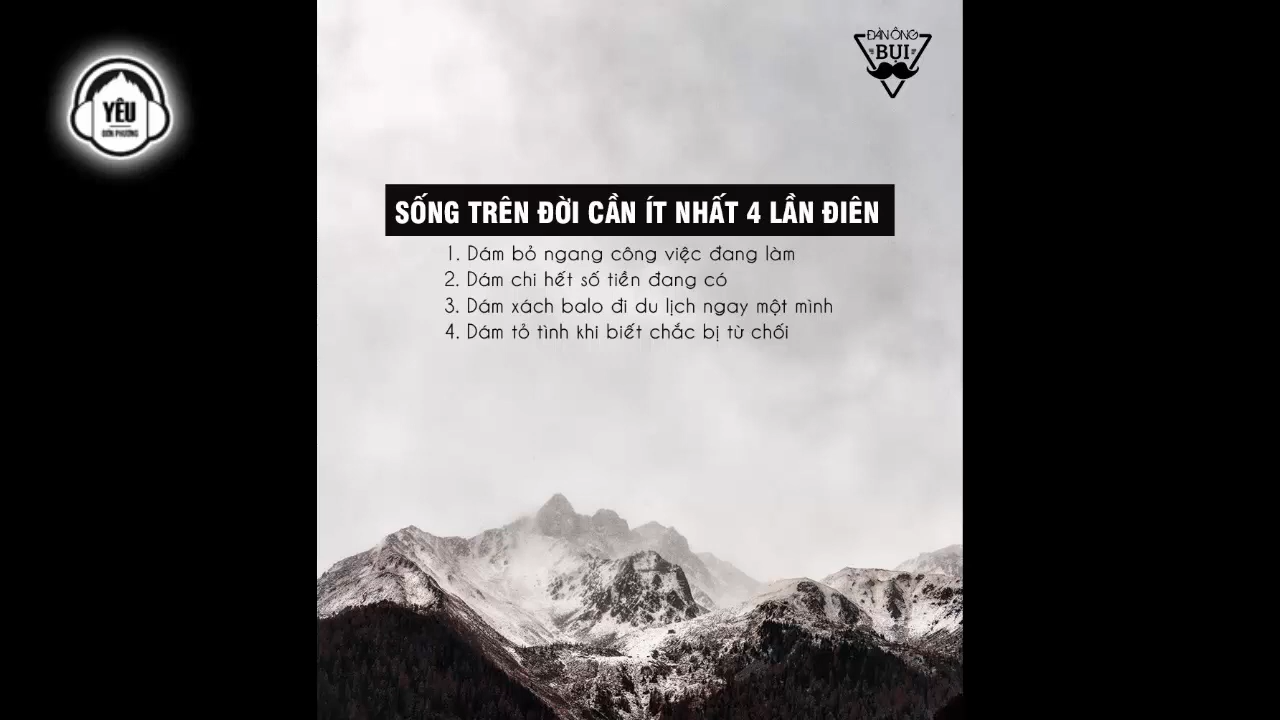 ĐÀN ÔNG
BỤI
YÊU
ĐƠN PHƯƠNG
SỐNG TRÊN ĐỜI CẦN ÍT NHẤT 4 LẦN ĐIÊN
1. Dám bỏ ngang công việc đang làm
2. Dám chi hết số tiền đang có
3. Dám xách balo đi du lịch ngay một mình
4. Dám tỏ tình khi biết chắc bị từ chối